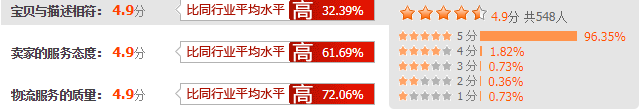 宝贝与描述相符：4.9分 比同行业平均水平 高 32.39%
卖家的服务态度：4.9分 比同行业平均水平 高 61.69%
物流服务的质量：4.9分 比同行业平均水平 高 72.06%
4.9分 共548人
5分 96.35%
4分 1.82%
3分 0.73%
2分 0.36%
1分 0.73%